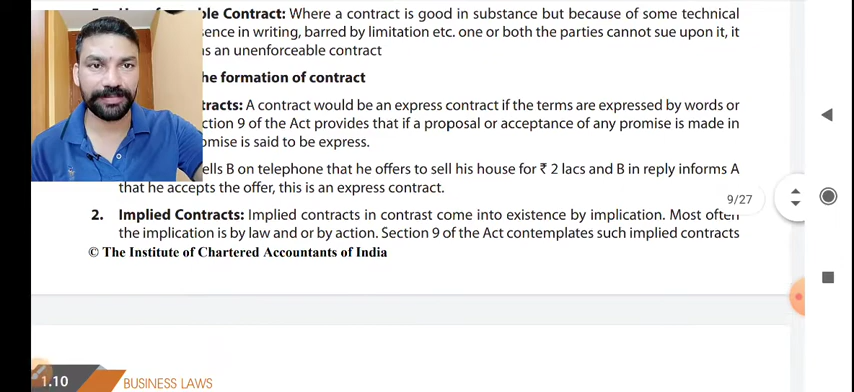 able Contract: Where a contract is good in substance but because of some technical
sence in writing, barred by limitation etc. one or both the parties cannot sue upon it, it
as an unenforceable contract
he formation of contract
tracts: A contract would be an express contract if the terms are expressed by words or
ction 9 of the Act provides that if a proposal or acceptance of any promise is made in
omise is said to be express.
ells B on telephone that he offers to sell his house for ₹ 2 lacs and B in reply informs A
that he accepts the offer, this is an express contract.
9/27
2. Implied Contracts: Implied contracts in contrast come into existence by implication. Most often
the implication is by law and or by action. Section 9 of the Act contemplates such implied contracts
© The Institute of Chartered Accountants of India
1.10 BUSINESS LAWS